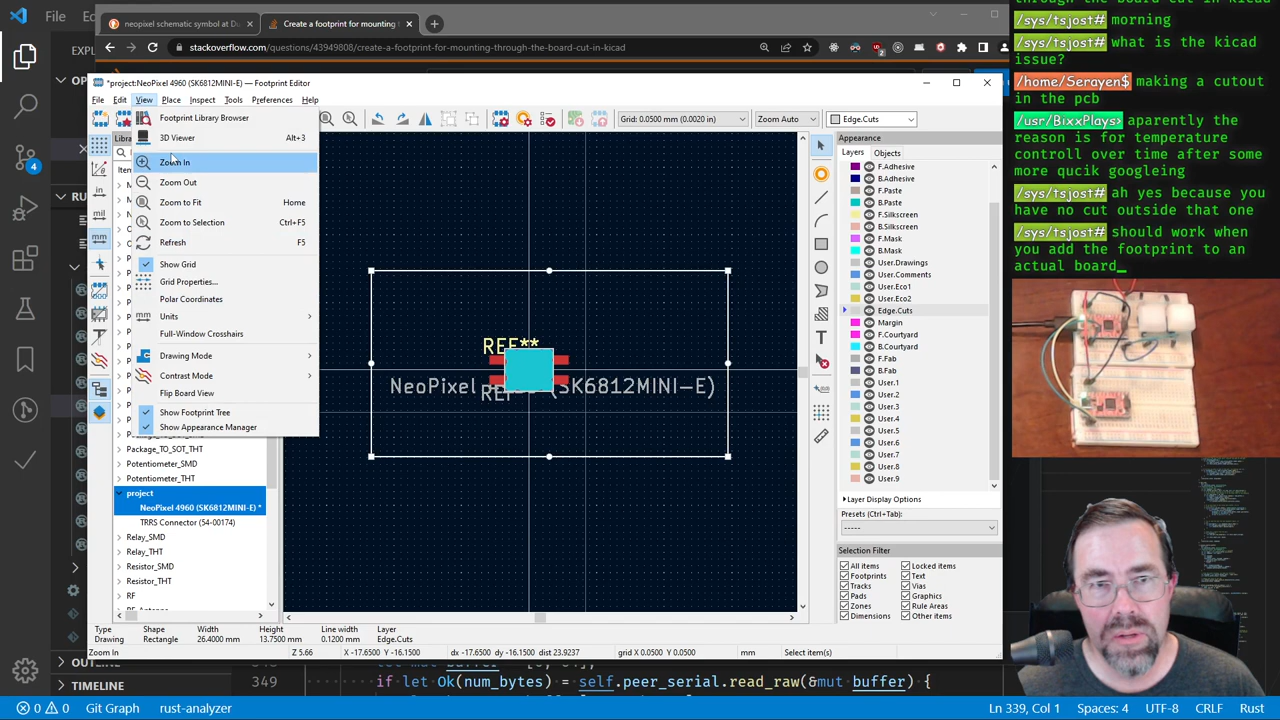 neopixel schematic symbol at Du
Create a footprint for mounting
stackoverflow.com/questions/43519808/create-a-footprint-for-mounting-through-the-board-cut-in-kicad
*project:NeoPixel 4960 (SK6812MINI-E) — Footprint Editor
File Edit View Place Inspect Tools Preferences Help
Grid: 0.0500 mm (0.0020 in)
Zoom Auto
Edge.Cuts
Footprint Library Browser
3D Viewer Alt+3
Zoom In
Zoom Out
Zoom to Fit Home
Zoom to Selection Ctrl+F5
Refresh F5
Show Grid
Grid Properties...
Polar Coordinates
Units
Full-Window Crosshairs
Drawing Mode
Contrast Mode
Flip Board View
Show Footprint Tree
Show Appearance Manager
in
mil
mm
Package_TO_SOT_THT
Potentiometer_SMD
Potentiometer_THT
project
NeoPixel 4960 (SK6812MINI-E) *
TRRS Connector (54-00174)
Relay_SMD
Relay_THT
Resistor_SMD
Resistor_THT
RF
REF**
NeoPixel
(SK6812MINI-E)
Appearance
Layers Objects
F.Adhesive
B.Adhesive
F.Paste
B.Paste
F.Silkscreen
B.Silkscreen
F.Mask
B.Mask
User.Drawings
User.Comments
User.Eco1
User.Eco2
Edge.Cuts
Margin
F.Courtyard
B.Courtyard
F.Fab
B.Fab
User.1
User.2
User.3
User.4
User.5
User.6
User.7
User.8
User.9
Layer Display Options
Presets (Ctrl+Tab):
-----
Selection Filter
All items Locked items
Footprints Text
Tracks Vias
Pads Graphics
Zones Rule Areas
Dimensions Other items
Type Shape Width Height Line width Layer
Drawing Rectangle 26.4000 mm 13.7500 mm 0.1200 mm Edge.Cuts
Zoom In Z 5.66 X -17.6500 Y -16.1500 dx -17.6500 dy -16.1500 dist 23.9237 grid X 0.0500 Y 0.0500 mm Select item(s)
/sys/tsjost# morning
/sys/tsjost# what is the kicad
issue?
/home/Serayen$ making a cutout
in the pcb
/usr/BixxPlays> aparently the
reason is for temperature
controll over time after some
more qucik googleing
/sys/tsjost# ah yes because you
have no cut outside that one
/sys/tsjost# should work when
you add the footprint to an
actual board_
OUTLINE
TIMELINE
349
if let Ok(num_bytes) = self.peer_serial.read_raw(&mut buffer) {
0 0 Git Graph rust-analyzer Ln 339, Col 1 Spaces: 4 UTF-8 CRLF Rust